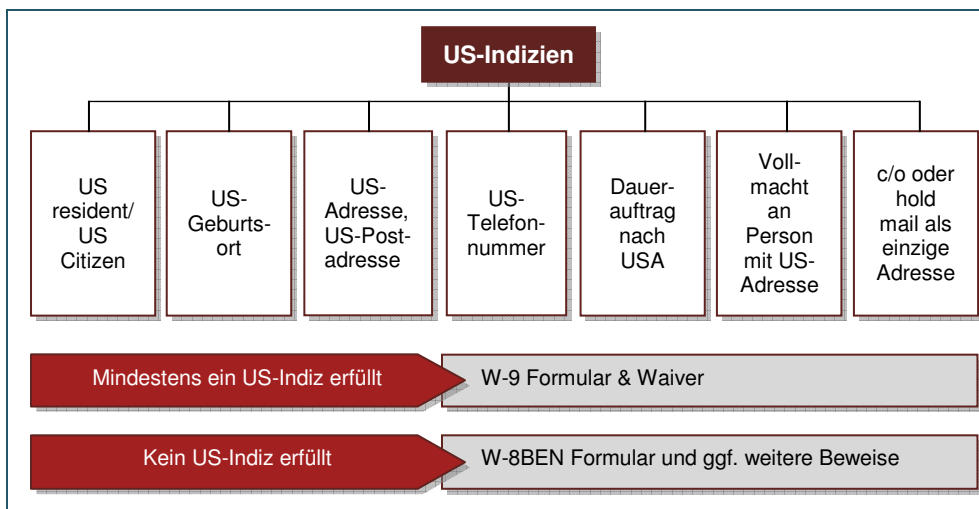 US-Indizien
US
resident/
US
Citizen
US-
Geburts-
ort
US-
Adresse,
US-Post-
adresse
US-
Telefon-
nummer
Dauer-
auftrag
nach
USA
Voll-
macht
an
Person
mit US-
Adresse
c/o oder
hold
mail als
einzige
Adresse
Mindestens ein US-Indiz erfüllt
W-9 Formular & Waiver
Kein US-Indiz erfüllt
W-8BEN Formular und ggf. weitere Beweise